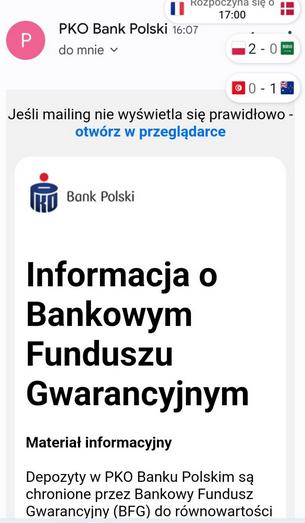 Rozpoczyna się o
17:00
P
PKO Bank Polski 16:07
do mnie
2 - 0
0 - 1
Jeśli mailing nie wyświetla się prawidłowo -
otwórz w przeglądarce
PKO Bank Polski
Informacja o
Bankowym
Funduszu
Gwarancyjnym
Materiał informacyjny
Depozyty w PKO Banku Polskim są
chronione przez Bankowy Fundusz
Gwarancyjny (BFG) do równowartości